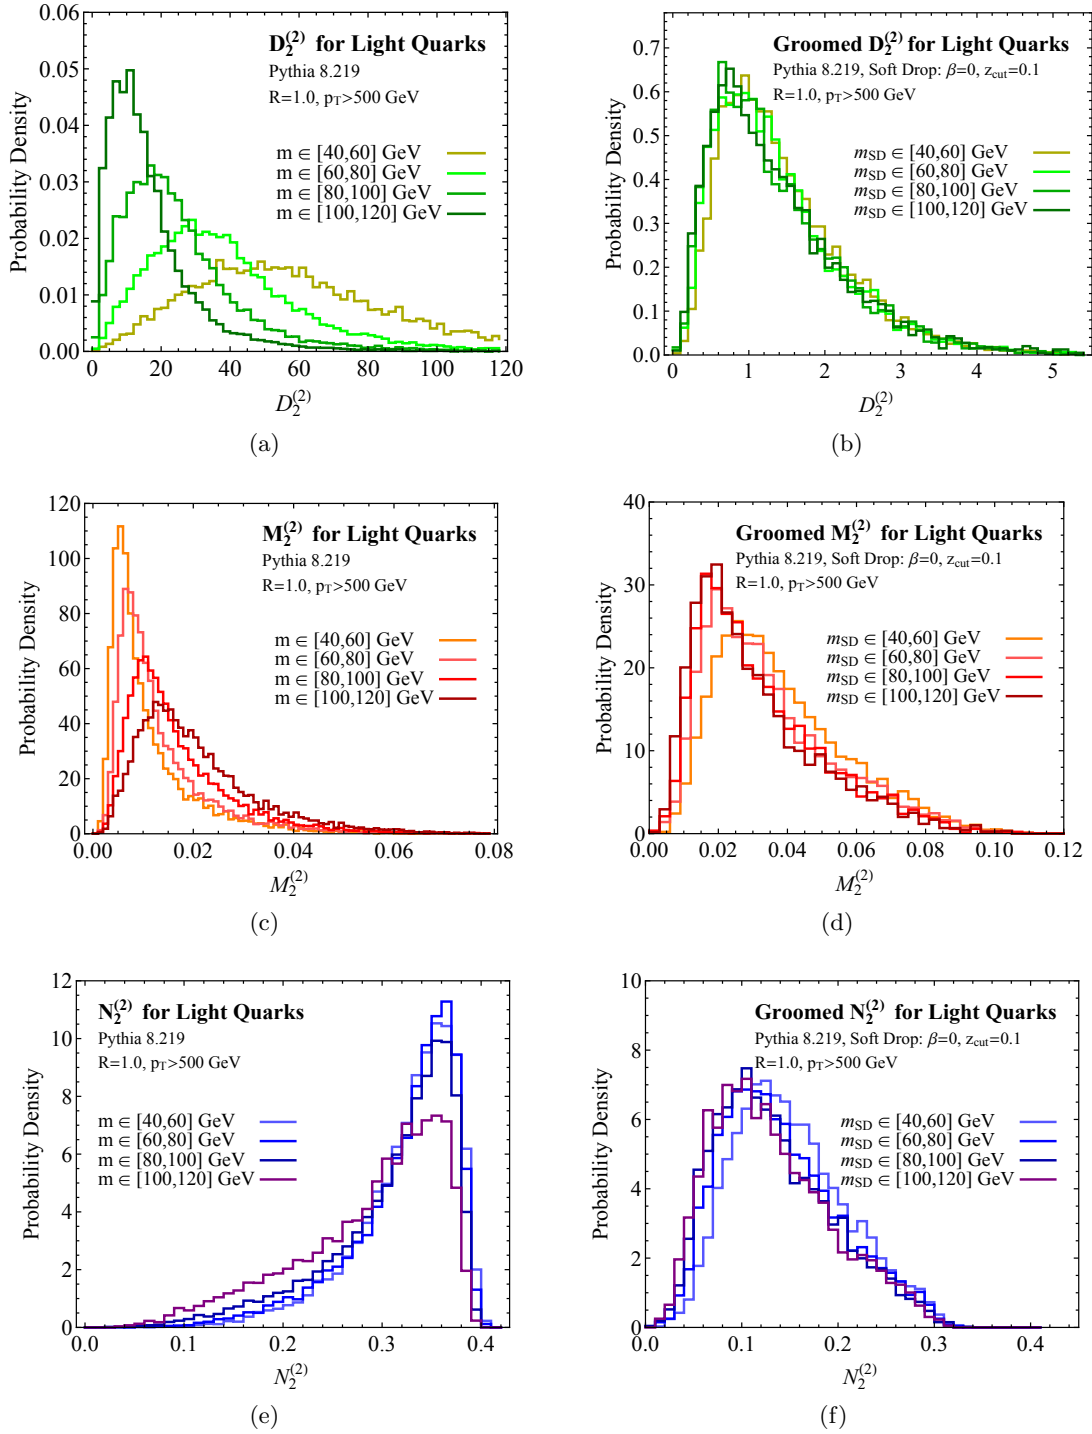 D₂⁽²⁾ for Light Quarks
Pythia 8.219
R=1.0, pT>500 GeV
m ∈ [40,60] GeV
m ∈ [60,80] GeV
m ∈ [80,100] GeV
m ∈ [100,120] GeV
Probability Density
0.05
0.04
0.03
0.02
0.01
0.00
0 20 40 60 80 100 120
D₂⁽²⁾
(a)
Groomed D₂⁽²⁾ for Light Quarks
Pythia 8.219, Soft Drop: β=0, zcut=0.1
R=1.0, pT>500 GeV
mSD ∈ [40,60] GeV
mSD ∈ [60,80] GeV
mSD ∈ [80,100] GeV
mSD ∈ [100,120] GeV
Probability Density
0.7
0.6
0.5
0.4
0.3
0.2
0.1
0.0
0 1 2 3 4 5
D₂⁽²⁾
(b)
M₂⁽²⁾ for Light Quarks
Pythia 8.219
R=1.0, pT>500 GeV
m ∈ [40,60] GeV
m ∈ [60,80] GeV
m ∈ [80,100] GeV
m ∈ [100,120] GeV
Probability Density
120
100
80
60
40
20
0
0.00 0.02 0.04 0.06 0.08
M₂⁽²⁾
(c)
Groomed M₂⁽²⁾ for Light Quarks
Pythia 8.219, Soft Drop: β=0, zcut=0.1
R=1.0, pT>500 GeV
mSD ∈ [40,60] GeV
mSD ∈ [60,80] GeV
mSD ∈ [80,100] GeV
mSD ∈ [100,120] GeV
Probability Density
40
30
20
10
0
0.00 0.02 0.04 0.06 0.08 0.10 0.12
M₂⁽²⁾
(d)
N₂⁽²⁾ for Light Quarks
Pythia 8.219
R=1.0, pT>500 GeV
m ∈ [40,60] GeV
m ∈ [60,80] GeV
m ∈ [80,100] GeV
m ∈ [100,120] GeV
Probability Density
12
10
8
6
4
2
0
0.0 0.1 0.2 0.3 0.4
N₂⁽²⁾
(e)
Groomed N₂⁽²⁾ for Light Quarks
Pythia 8.219, Soft Drop: β=0, zcut=0.1
R=1.0, pT>500 GeV
mSD ∈ [40,60] GeV
mSD ∈ [60,80] GeV
mSD ∈ [80,100] GeV
mSD ∈ [100,120] GeV
Probability Density
10
8
6
4
2
0
0.0 0.1 0.2 0.3 0.4
N₂⁽²⁾
(f)